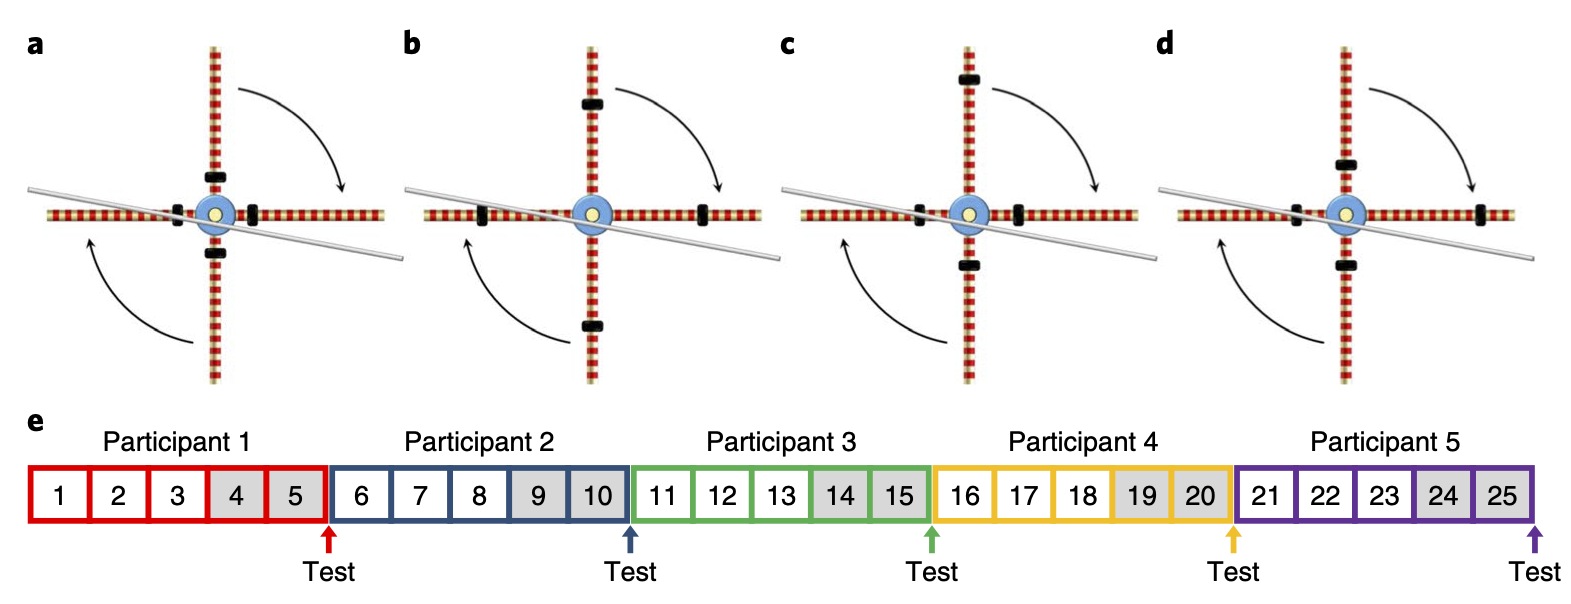 a b c d
e
Participant 1 Participant 2 Participant 3 Participant 4 Participant 5
1 2 3 4 5 6 7 8 9 10 11 12 13 14 15 16 17 18 19 20 21 22 23 24 25
Test Test Test Test Test